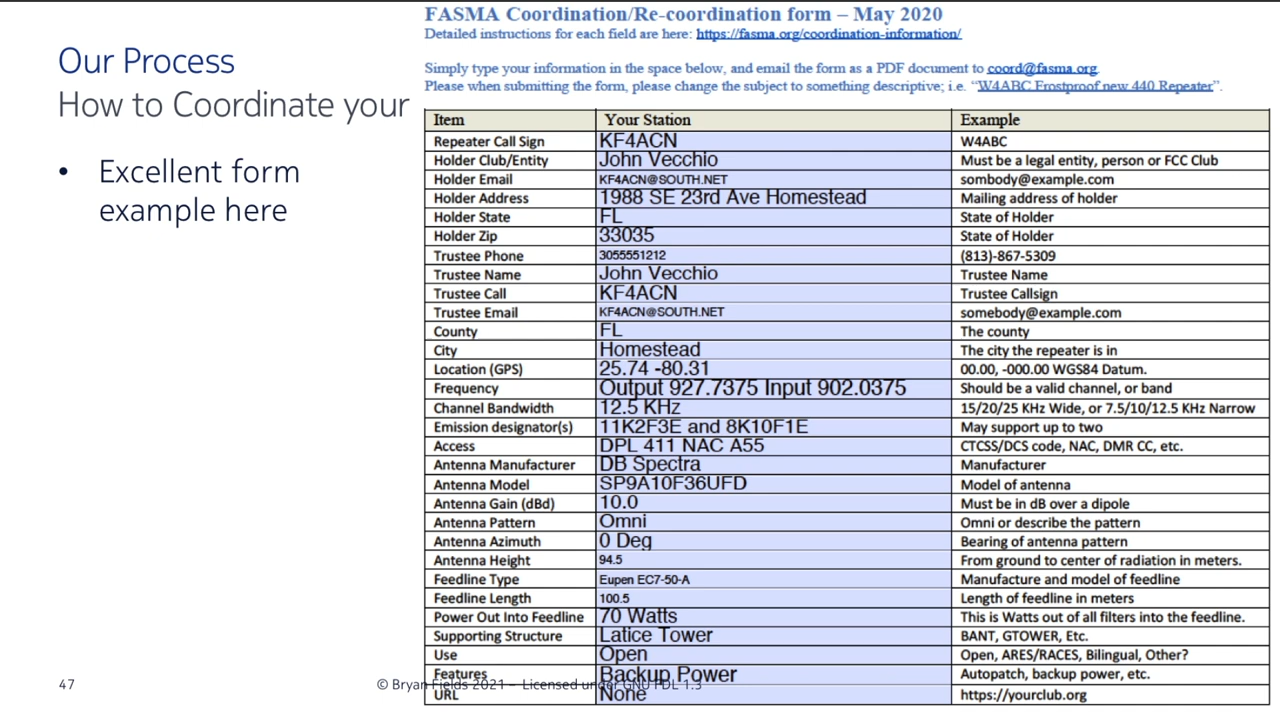 FASMA Coordination/Re-coordination form – May 2020
Detailed instructions for each field are here: https://fasma.org/coordination-information/
Simply type your information in the space below, and email the form as a PDF document to coord@fasma.org
Please when submitting the form, please change the subject to something descriptive; i.e. “W4ABC Frostproof new 440 Repeater”.
Our Process
How to Coordinate your
• Excellent form
example here
Item Your Station Example
Repeater Call Sign KF4ACN W4ABC
Holder Club/Entity John Vecchio Must be a legal entity, person or FCC Club
Holder Email KF4ACN@SOUTH.NET sombody@example.com
Holder Address 1988 SE 23rd Ave Homestead Mailing address of holder
Holder State FL State of Holder
Holder Zip 33035 State of Holder
Trustee Phone 3055551212 (813)-867-5309
Trustee Name John Vecchio Trustee Name
Trustee Call KF4ACN Trustee Callsign
Trustee Email KF4ACN@SOUTH.NET somebody@example.com
County FL The county
City Homestead The city the repeater is in
Location (GPS) 25.74 -80.31 00.00, -000.00 WGS84 Datum.
Frequency Output 927.7375 Input 902.0375 Should be a valid channel, or band
Channel Bandwidth 12.5 KHz 15/20/25 KHz Wide, or 7.5/10/12.5 KHz Narrow
Emission designator(s) 11K2F3E and 8K10F1E May support up to two
Access DPL 411 NAC A55 CTCSS/DCS code, NAC, DMR CC, etc.
Antenna Manufacturer DB Spectra Manufacturer
Antenna Model SP9A10F36UFD Model of antenna
Antenna Gain (dBd) 10.0 Must be in dB over a dipole
Antenna Pattern Omni Omni or describe the pattern
Antenna Azimuth 0 Deg Bearing of antenna pattern
Antenna Height 94.5 From ground to center of radiation in meters.
Feedline Type Eupen EC7-50-A Manufacture and model of feedline
Feedline Length 100.5 Length of feedline in meters
Power Out Into Feedline 70 Watts This is Watts out of all filters into the feedline.
Supporting Structure Latice Tower BANT, GTOWER, Etc.
Use Open Open, ARES/RACES, Bilingual, Other?
Features Backup Power Autopatch, backup power, etc.
URL None https://yourclub.org
47
© Bryan Fields 2021 – Licensed under GNU FDL 1.3